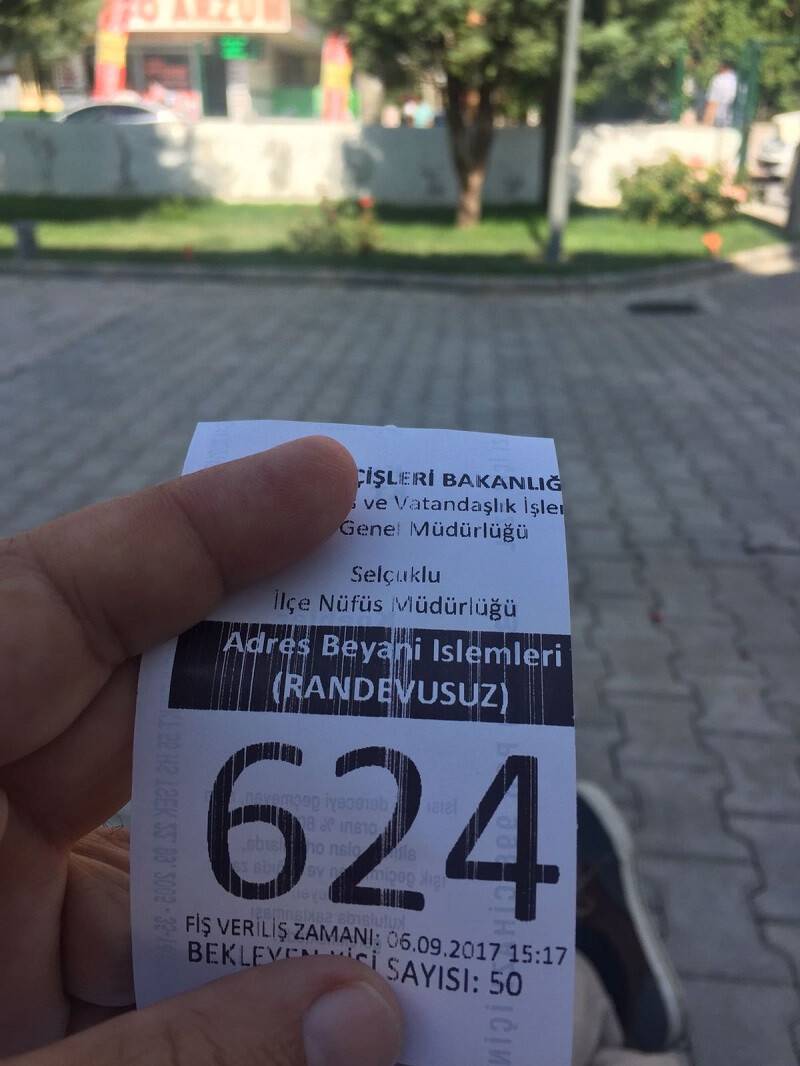 ÇİŞLERİ BAKANLIĞ
ve Vatandaşlık İşler
Genel Müdürlüğü
Selçuklu
İlçe Nüfüs Müdürlüğü
Adres Beyani Islemleri
(RANDEVUSUZ)
624
FİŞ VERİLİŞ ZAMANI: 06.09.2017 15:17
BEKLEYEN KİŞİ SAYISI: 50